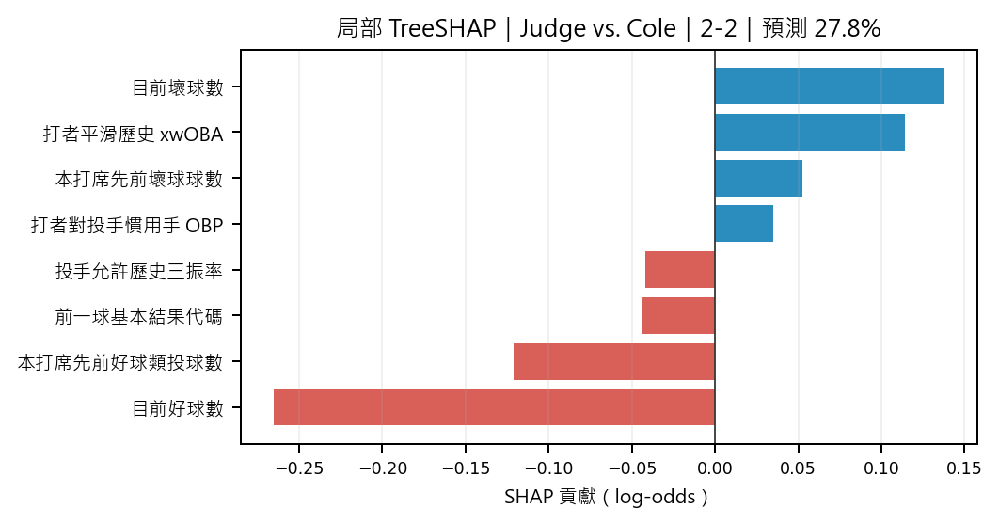 局部 TreeSHAP｜Judge vs. Cole｜2-2｜預測 27.8%
目前壞球數
打者平滑歷史 xwOBA
本打席先前壞球球數
打者對投手慣用手 OBP
投手允許歷史三振率
前一球基本結果代碼
本打席先前好球類投球數
目前好球數
−0.25 −0.20 −0.15 −0.10 −0.05 0.00 0.05 0.10 0.15
SHAP 貢獻（log-odds）